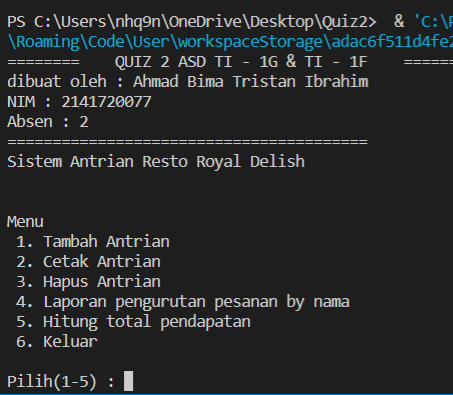 PS C:\Users\nhq9n\OneDrive\Desktop\Quiz2>  & 'C:\
\Roaming\Code\User\workspaceStorage\adac6f511d4fe2
========    QUIZ 2 ASD TI - 1G & TI - 1F    ======
dibuat oleh : Ahmad Bima Tristan Ibrahim
NIM : 2141720077
Absen : 2
========================================
Sistem Antrian Resto Royal Delish
Menu
1. Tambah Antrian
2. Cetak Antrian
3. Hapus Antrian
4. Laporan pengurutan pesanan by nama
5. Hitung total pendapatan
6. Keluar
Pilih(1-5) :